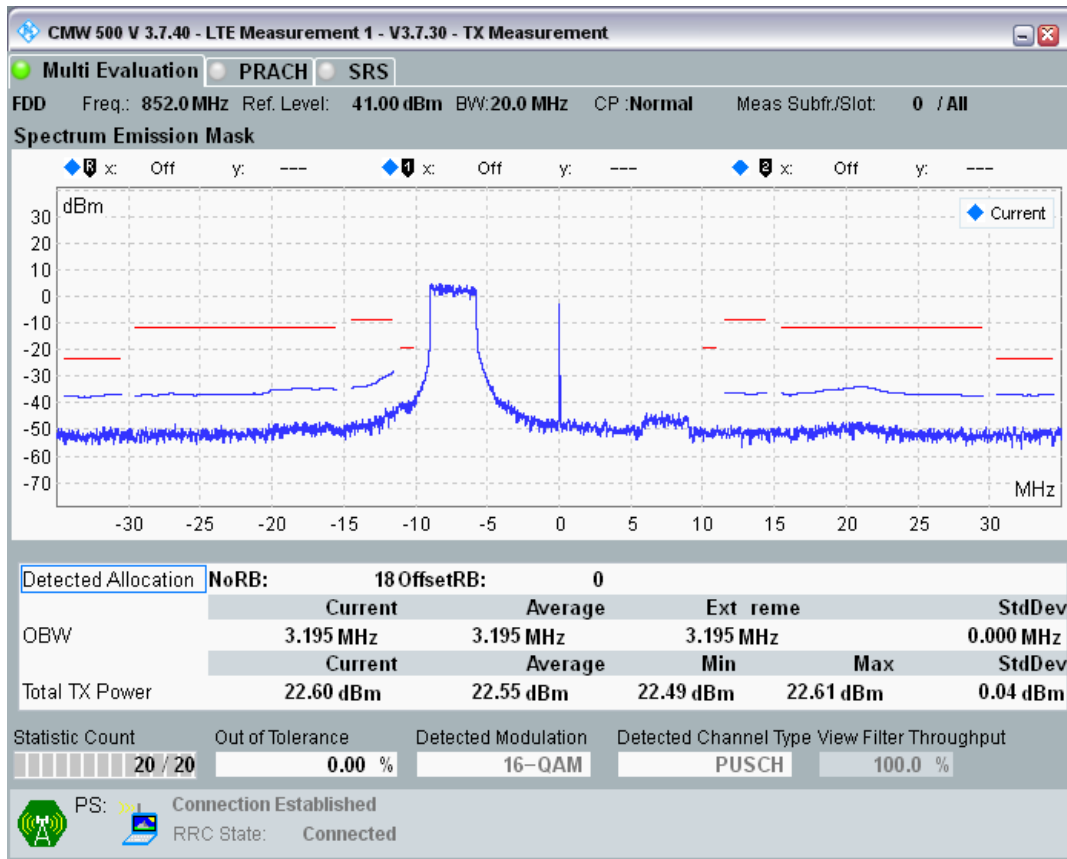 CMW 500 V 3.7.40 - LTE Measurement 1 - V3.7.30 - TX Measurement
Multi Evaluation PRACH SRS
FDD Freq.: 852.0 MHz Ref. Level: 41.00 dBm BW:20.0 MHz CP :Normal Meas Subfr./Slot: 0 / All
Spectrum Emission Mask
R x: Off y: --- 1 x: Off y: --- 2 x: Off y: ---
dBm
Current
30
20
10
0
-10
-20
-30
-40
-50
-60
-70
MHz
-30 -25 -20 -15 -10 -5 0 5 10 15 20 25 30
Detected Allocation NoRB: 18 OffsetRB: 0
Current Average Ext reme StdDev
OBW 3.195 MHz 3.195 MHz 3.195 MHz 0.000 MHz
Current Average Min Max StdDev
Total TX Power 22.60 dBm 22.55 dBm 22.49 dBm 22.61 dBm 0.04 dBm
Statistic Count Out of Tolerance Detected Modulation Detected Channel Type View Filter Throughput
20 / 20 0.00 % 16-QAM PUSCH 100.0 %
PS: Connection Established
RRC State: Connected